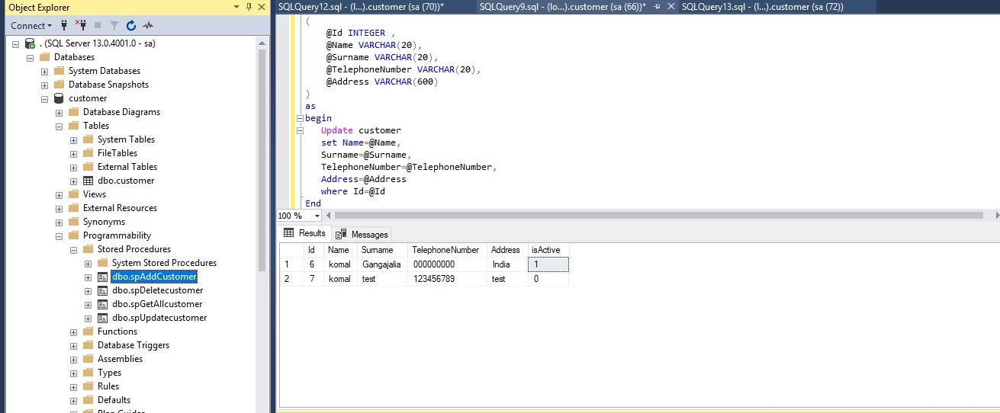 Object Explorer
Connect
. (SQL Server 13.0.4001.0 - sa)
Databases
System Databases
Database Snapshots
customer
Database Diagrams
Tables
System Tables
FileTables
External Tables
dbo.customer
Views
External Resources
Synonyms
Programmability
Stored Procedures
System Stored Procedures
dbo.spAddCustomer
dbo.spDeletecustomer
dbo.spGetAllcustomer
dbo.spUpdatecustomer
Functions
Database Triggers
Assemblies
Types
Rules
Defaults
Plan Guides
SQLQuery12.sql - (l...).customer (sa (70))* SQLQuery9.sql - (lo...).customer (sa (66))* SQLQuery13.sql - (l...).customer (sa (72))
(
@Id INTEGER ,
@Name VARCHAR(20),
@Surname VARCHAR(20),
@TelephoneNumber VARCHAR(20),
@Address VARCHAR(600)
)
as
begin
Update customer
set Name=@Name,
Surname=@Surname,
TelephoneNumber=@TelephoneNumber,
Address=@Address
where Id=@Id
End
100 %
Results Messages
Id Name Surname TelephoneNumber Address isActive
1 6 komal Gangajalia 000000000 India 1
2 7 komal test 123456789 test 0